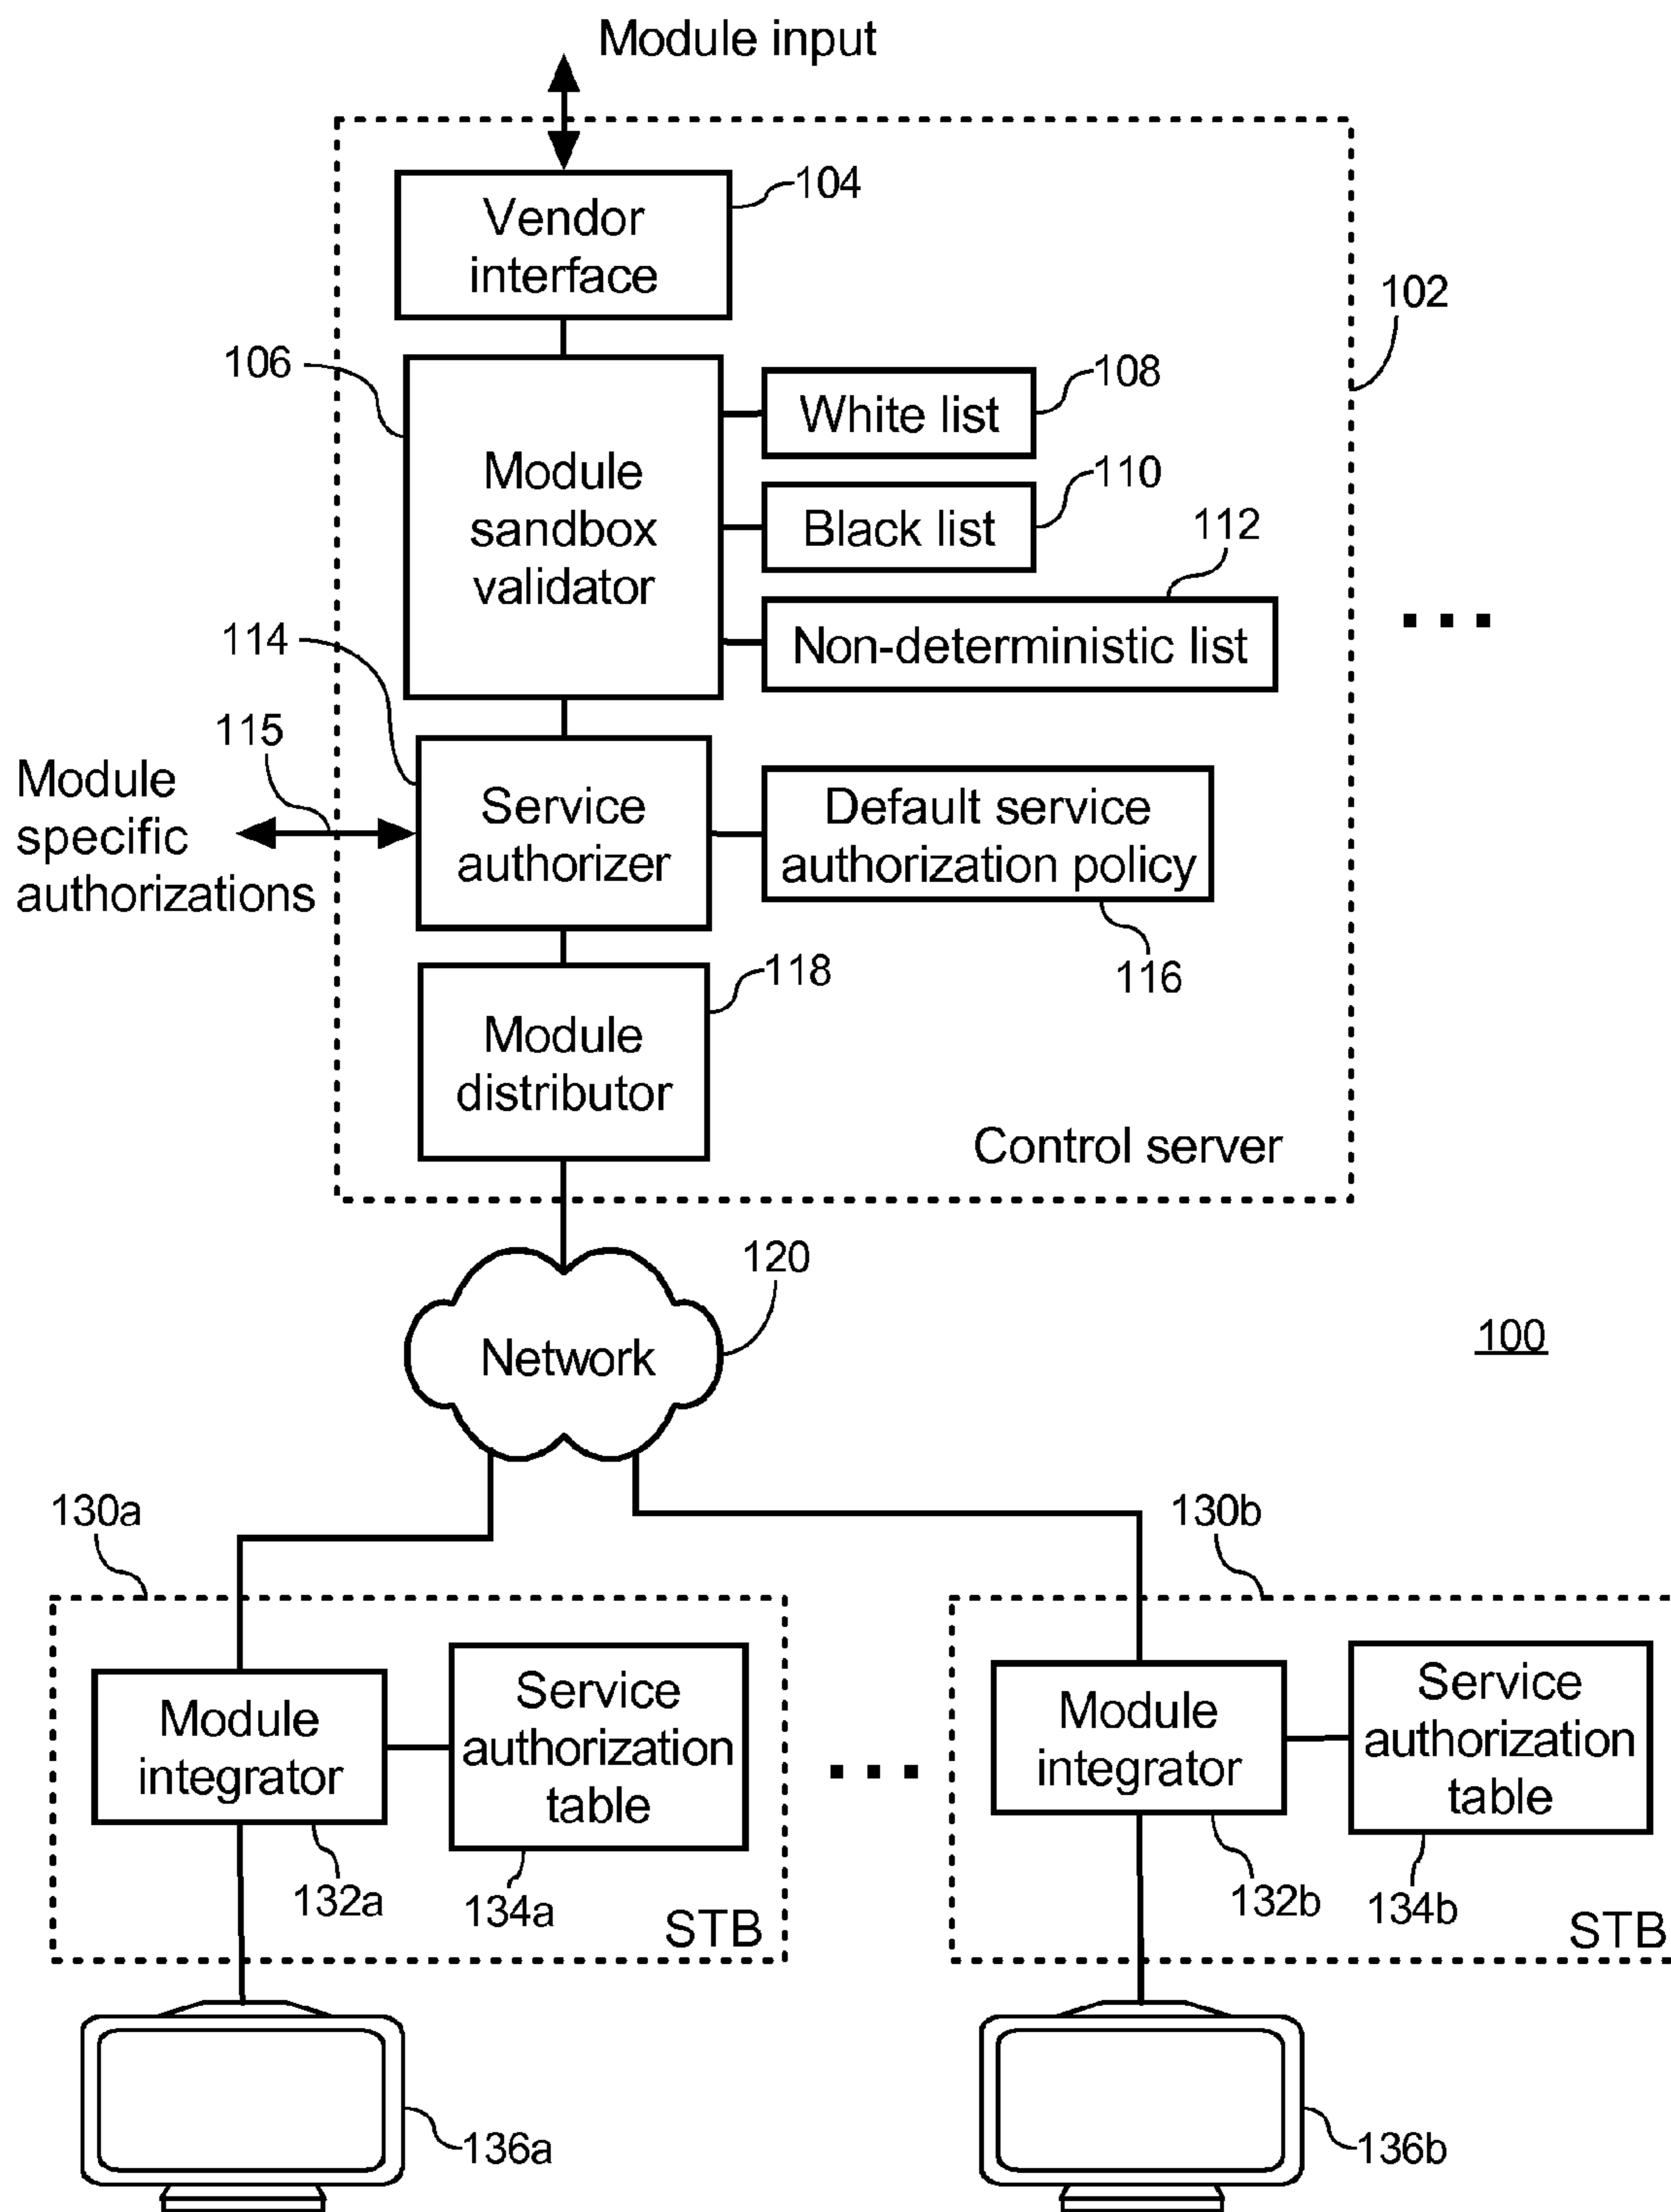 Module input
104
Vendor
interface
102
106
108
White list
Module
sandbox
validator
110
Black list
112
Non-deterministic list
114
115
Module
specific
authorizations
Service
authorizer
Default service
authorization policy
116
118
Module
distributor
Control server
120
Network
100
130a
130b
Module
integrator
Service
authorization
table
Module
integrator
Service
authorization
table
132a
134a
STB
132b
134b
STB
136a
136b